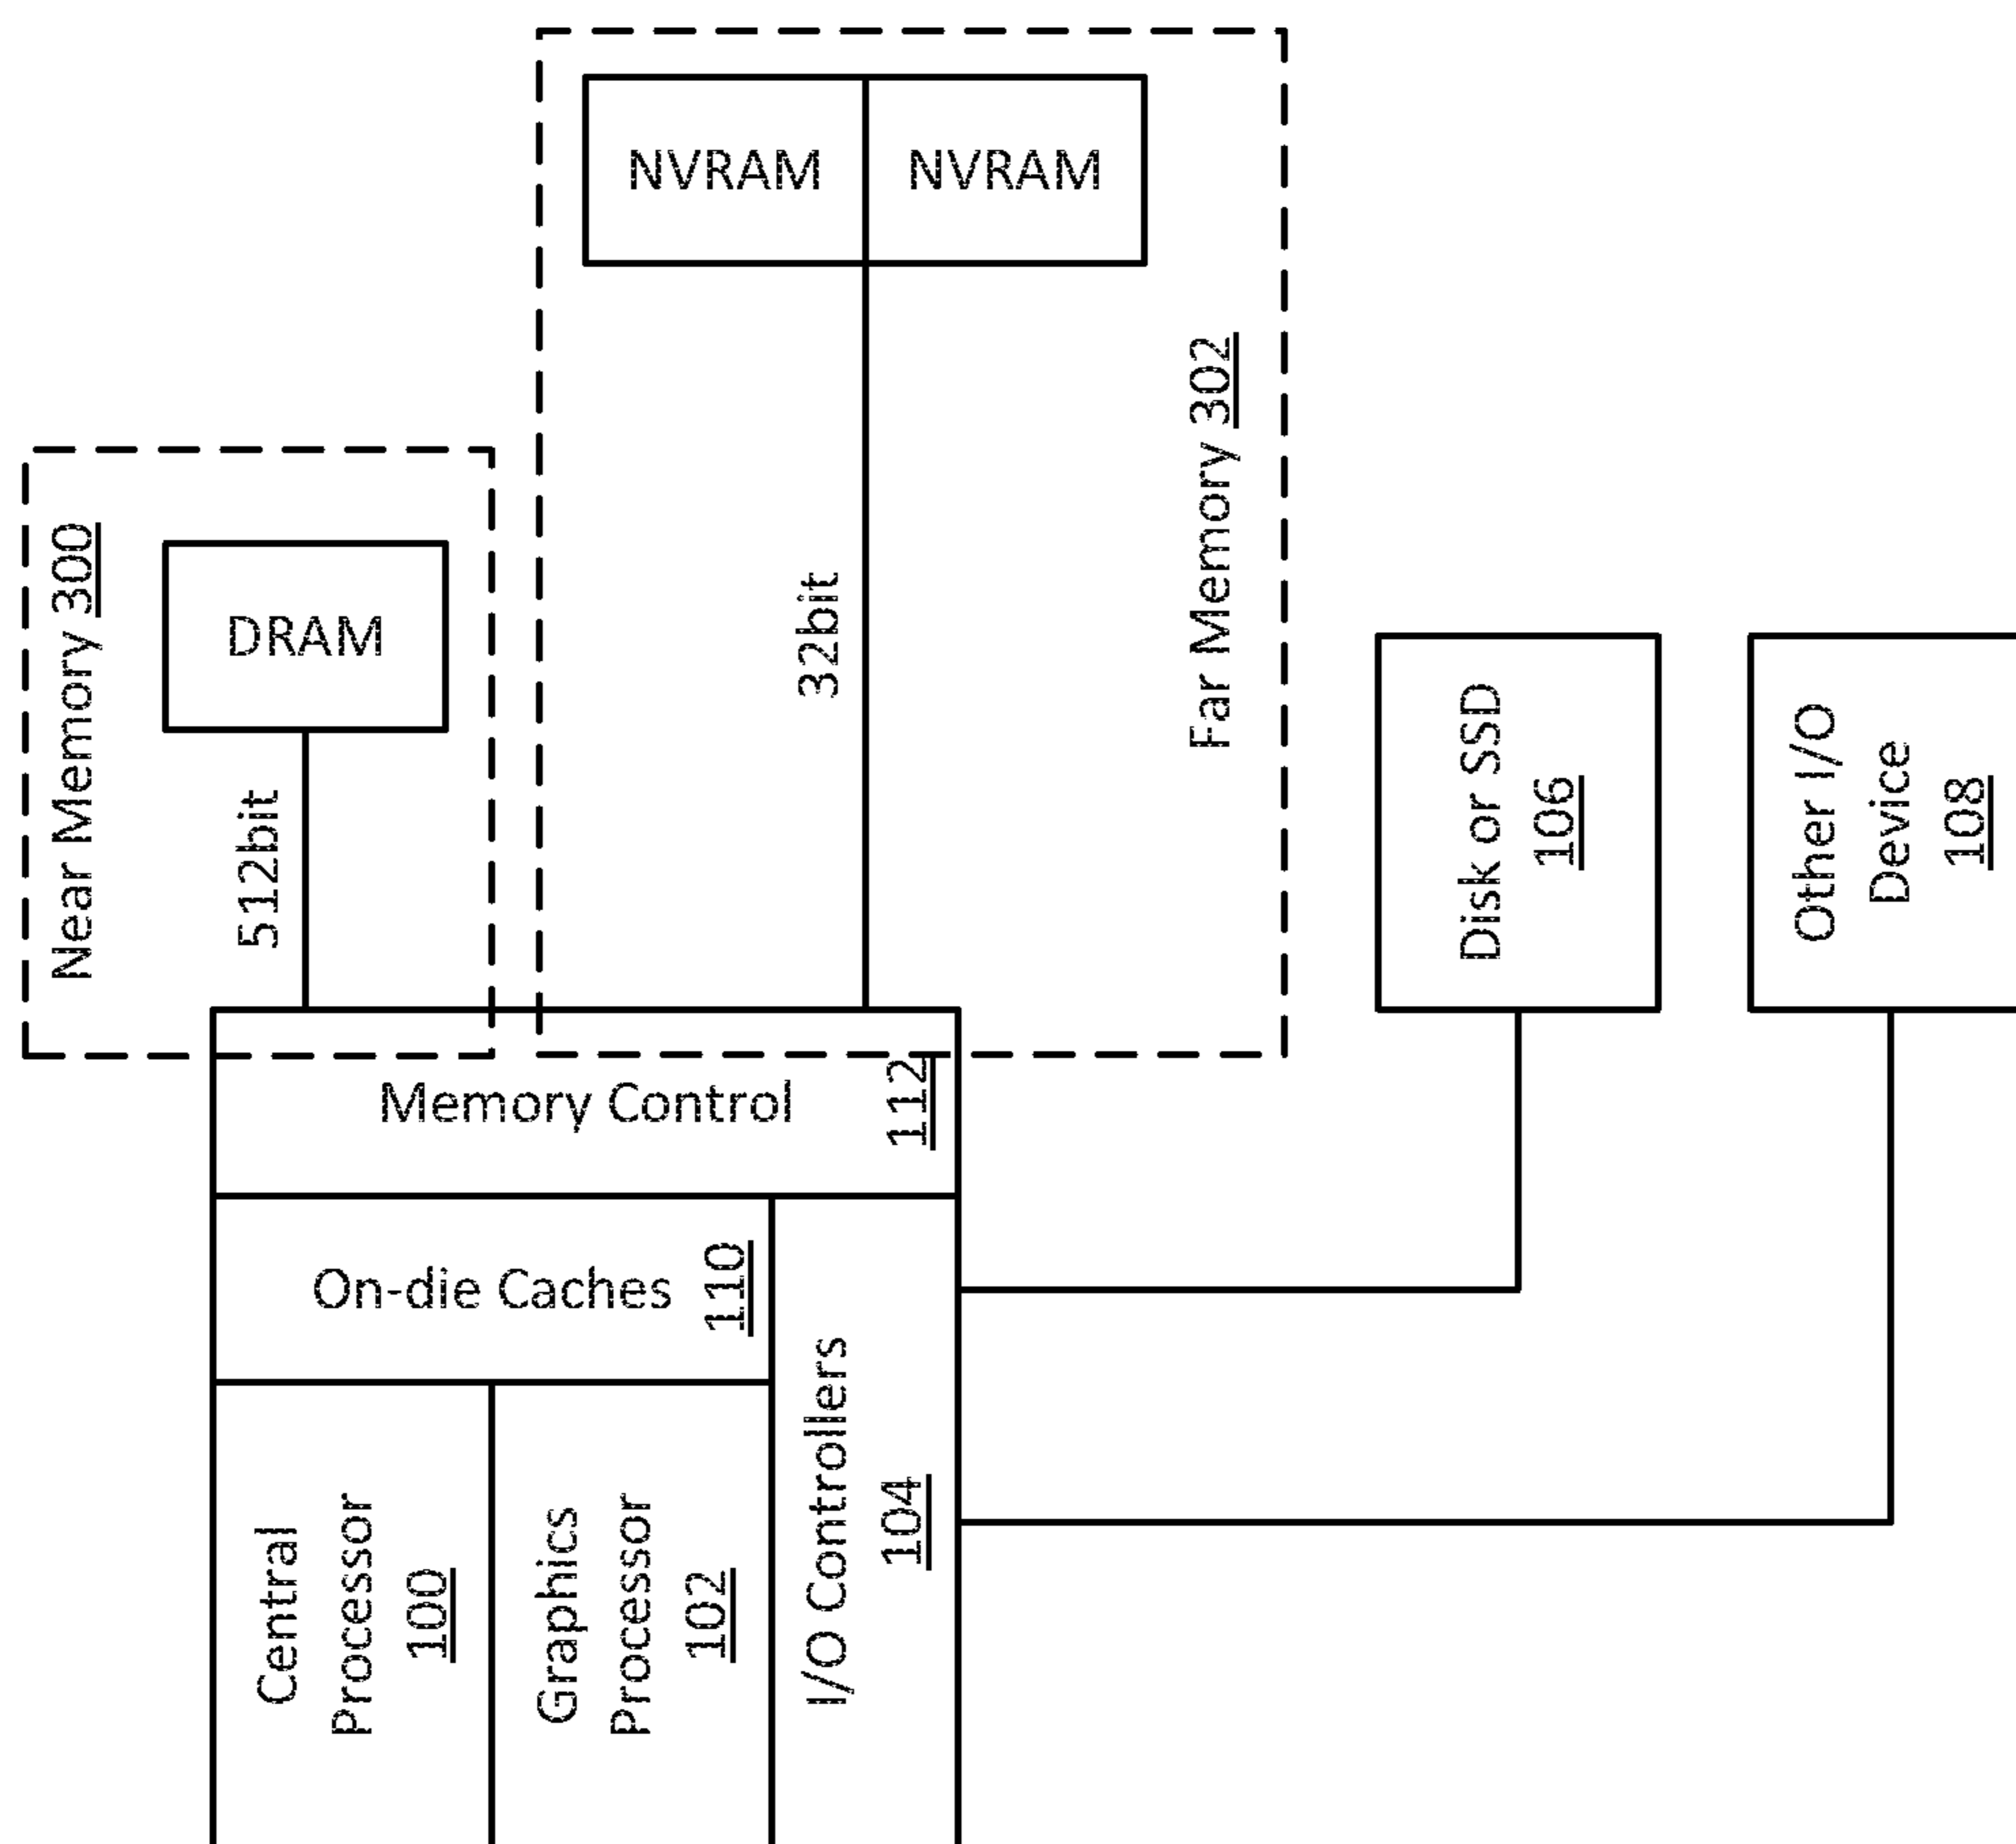 NVRAM
NVRAM
Near Memory 300
DRAM
512bit
32bit
Far Memory 302
Disk or SSD
106
Other I/O
Device
108
Memory Control
112
On-die Caches
110
Central
Processor
100
Graphics
Processor
102
I/O Controllers
104